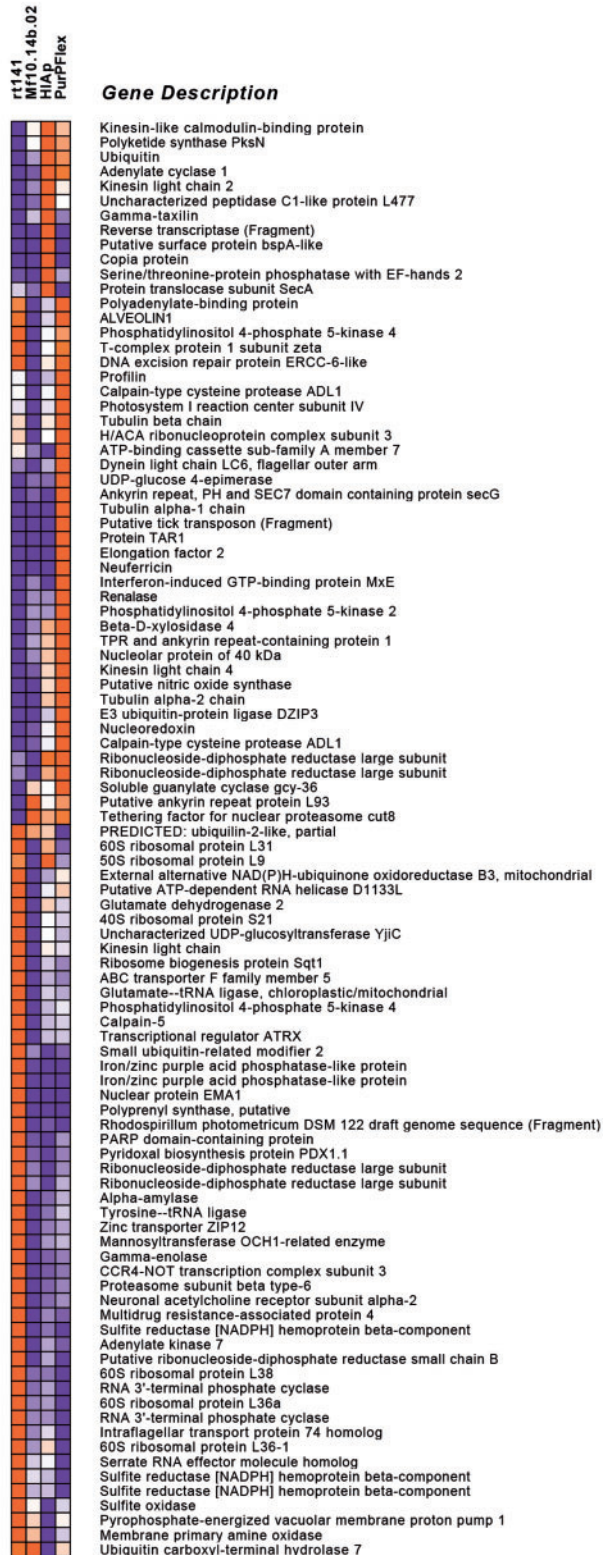 rt141
Mf10.14b.02
HIAp
PurPFlex
Gene Description
Kinesin-like calmodulin-binding protein
Polyketide synthase PksN
Ubiquitin
Adenylate cyclase 1
Kinesin light chain 2
Uncharacterized peptidase C1-like protein L477
Gamma-taxilin
Reverse transcriptase (Fragment)
Putative surface protein bspA-like
Copia protein
Serine/threonine-protein phosphatase with EF-hands 2
Protein translocase subunit SecA
Polyadenylate-binding protein
ALVEOLIN1
Phosphatidylinositol 4-phosphate 5-kinase 4
T-complex protein 1 subunit zeta
DNA excision repair protein ERCC-6-like
Profilin
Calpain-type cysteine protease ADL1
Photosystem I reaction center subunit IV
Tubulin beta chain
H/ACA ribonucleoprotein complex subunit 3
ATP-binding cassette sub-family A member 7
Dynein light chain LC6, flagellar outer arm
UDP-glucose 4-epimerase
Ankyrin repeat, PH and SEC7 domain containing protein secG
Tubulin alpha-1 chain
Putative tick transposon (Fragment)
Protein TAR1
Elongation factor 2
Neuferricin
Interferon-induced GTP-binding protein MxE
Renalase
Phosphatidylinositol 4-phosphate 5-kinase 2
Beta-D-xylosidase 4
TPR and ankyrin repeat-containing protein 1
Nucleolar protein of 40 kDa
Kinesin light chain 4
Putative nitric oxide synthase
Tubulin alpha-2 chain
E3 ubiquitin-protein ligase DZIP3
Nucleoredoxin
Calpain-type cysteine protease ADL1
Ribonucleoside-diphosphate reductase large subunit
Ribonucleoside-diphosphate reductase large subunit
Soluble guanylate cyclase gcy-36
Putative ankyrin repeat protein L93
Tethering factor for nuclear proteasome cut8
PREDICTED: ubiquilin-2-like, partial
60S ribosomal protein L31
50S ribosomal protein L9
External alternative NAD(P)H-ubiquinone oxidoreductase B3, mitochondrial
Putative ATP-dependent RNA helicase D1133L
Glutamate dehydrogenase 2
40S ribosomal protein S21
Uncharacterized UDP-glucosyltransferase YjiC
Kinesin light chain
Ribosome biogenesis protein Sqt1
ABC transporter F family member 5
Glutamate--tRNA ligase, chloroplastic/mitochondrial
Phosphatidylinositol 4-phosphate 5-kinase 4
Calpain-5
Transcriptional regulator ATRX
Small ubiquitin-related modifier 2
Iron/zinc purple acid phosphatase-like protein
Iron/zinc purple acid phosphatase-like protein
Nuclear protein EMA1
Polyprenyl synthase, putative
Rhodospirillum photometricum DSM 122 draft genome sequence (Fragment)
PARP domain-containing protein
Pyridoxal biosynthesis protein PDX1.1
Ribonucleoside-diphosphate reductase large subunit
Ribonucleoside-diphosphate reductase large subunit
Alpha-amylase
Tyrosine--tRNA ligase
Zinc transporter ZIP12
Mannosyltransferase OCH1-related enzyme
Gamma-enolase
CCR4-NOT transcription complex subunit 3
Proteasome subunit beta type-6
Neuronal acetylcholine receptor subunit alpha-2
Multidrug resistance-associated protein 4
Sulfite reductase [NADPH] hemoprotein beta-component
Adenylate kinase 7
Putative ribonucleoside-diphosphate reductase small chain B
60S ribosomal protein L38
RNA 3'-terminal phosphate cyclase
60S ribosomal protein L36a
RNA 3'-terminal phosphate cyclase
Intraflagellar transport protein 74 homolog
60S ribosomal protein L36-1
Serrate RNA effector molecule homolog
Sulfite reductase [NADPH] hemoprotein beta-component
Sulfite reductase [NADPH] hemoprotein beta-component
Sulfite oxidase
Pyrophosphate-energized vacuolar membrane proton pump 1
Membrane primary amine oxidase
Ubiquitin carboxyl-terminal hydrolase 7